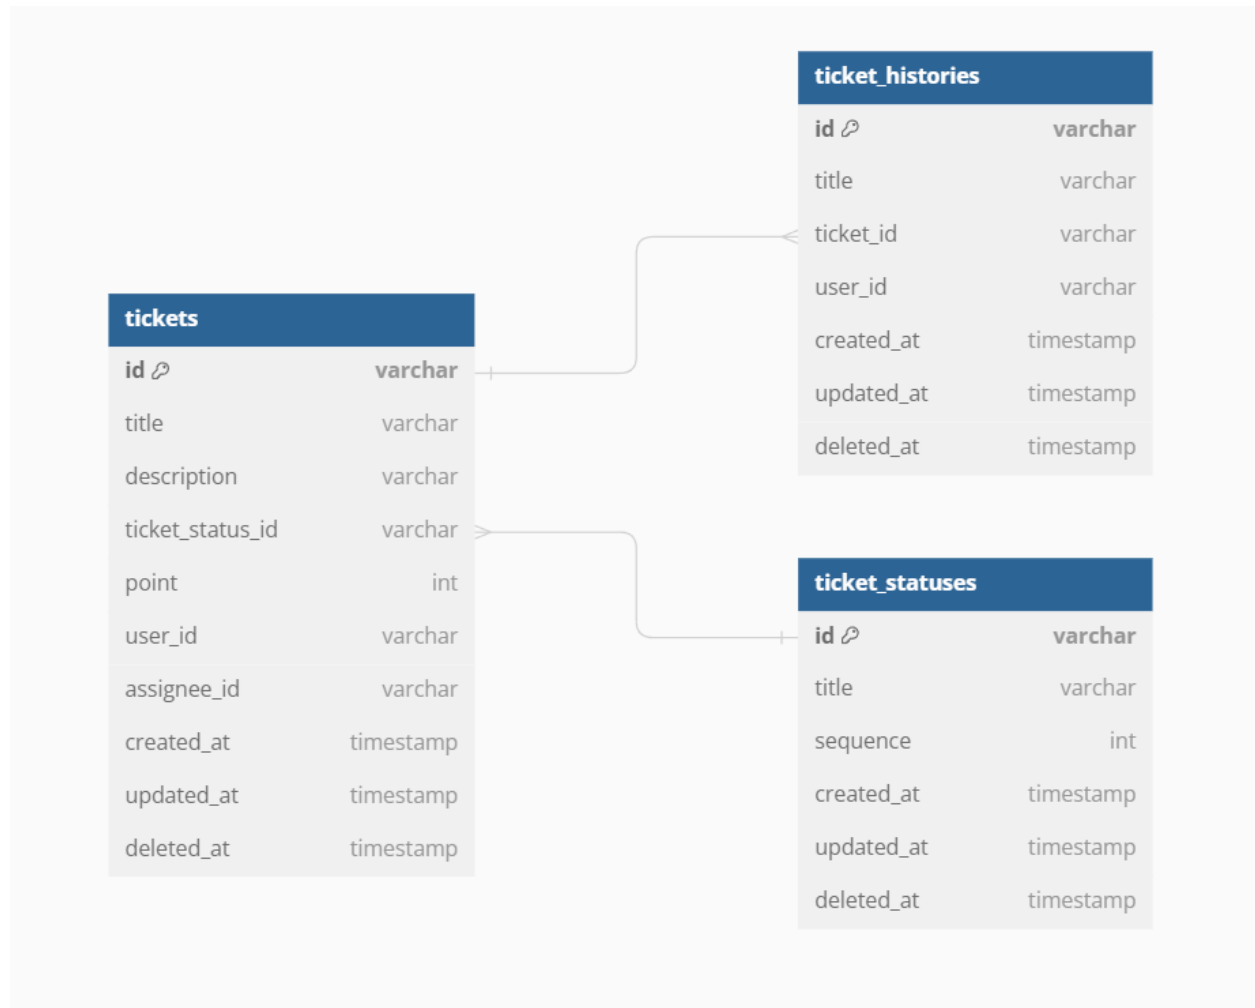 ticket_histories
id varchar
title varchar
ticket_id varchar
user_id varchar
created_at timestamp
updated_at timestamp
deleted_at timestamp
tickets
id varchar
title varchar
description varchar
ticket_status_id varchar
point int
user_id varchar
assignee_id varchar
created_at timestamp
updated_at timestamp
deleted_at timestamp
ticket_statuses
id varchar
title varchar
sequence int
created_at timestamp
updated_at timestamp
deleted_at timestamp